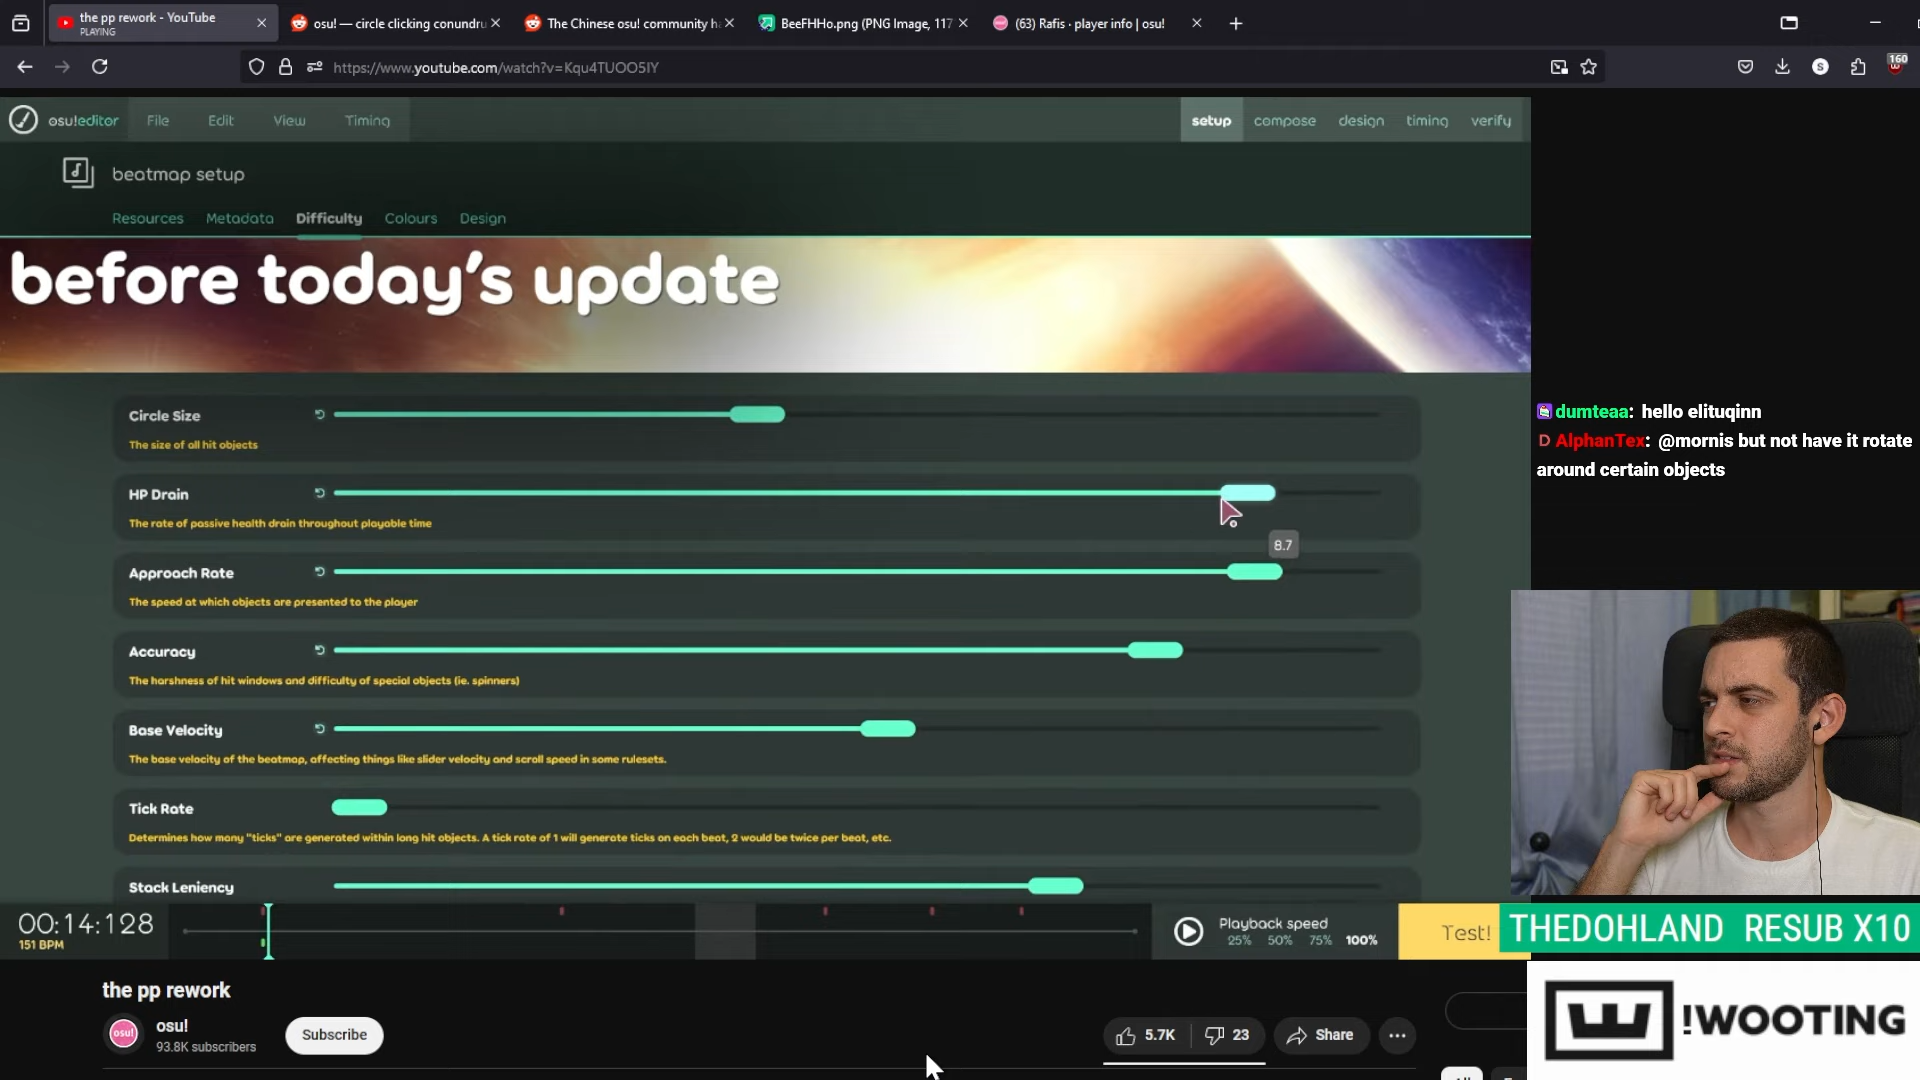 the pp rework - YouTube
PLAYING
osu! — circle clicking conundru
The Chinese osu! community h
BeeFHHo.png (PNG Image, 117
(63) Rafis · player info | osu!
https://www.youtube.com/watch?v=Kqu4TUOO5IY
S
160
osu!editor
File
Edit
View
Timing
setup
compose
design
timing
verify
beatmap setup
Resources
Metadata
Difficulty
Colours
Design
before today's update
Circle Size
The size of all hit objects
HP Drain
The rate of passive health drain throughout playable time
8.7
Approach Rate
The speed at which objects are presented to the player
Accuracy
The harshness of hit windows and difficulty of special objects (ie. spinners)
Base Velocity
The base velocity of the beatmap, affecting things like slider velocity and scroll speed in some rulesets.
Tick Rate
Determines how many "ticks" are generated within long hit objects. A tick rate of 1 will generate ticks on each beat, 2 would be twice per beat, etc.
Stack Leniency
00:14:128
151 BPM
Playback speed
25% 50% 75% 100%
Test!
dumteaa: hello elituqinn
D AlphanTex: @mornis but not have it rotate
around certain objects
THEDOHLAND RESUB X10
!WOOTING
the pp rework
osu!
osu!
93.8K subscribers
Subscribe
5.7K
23
Share